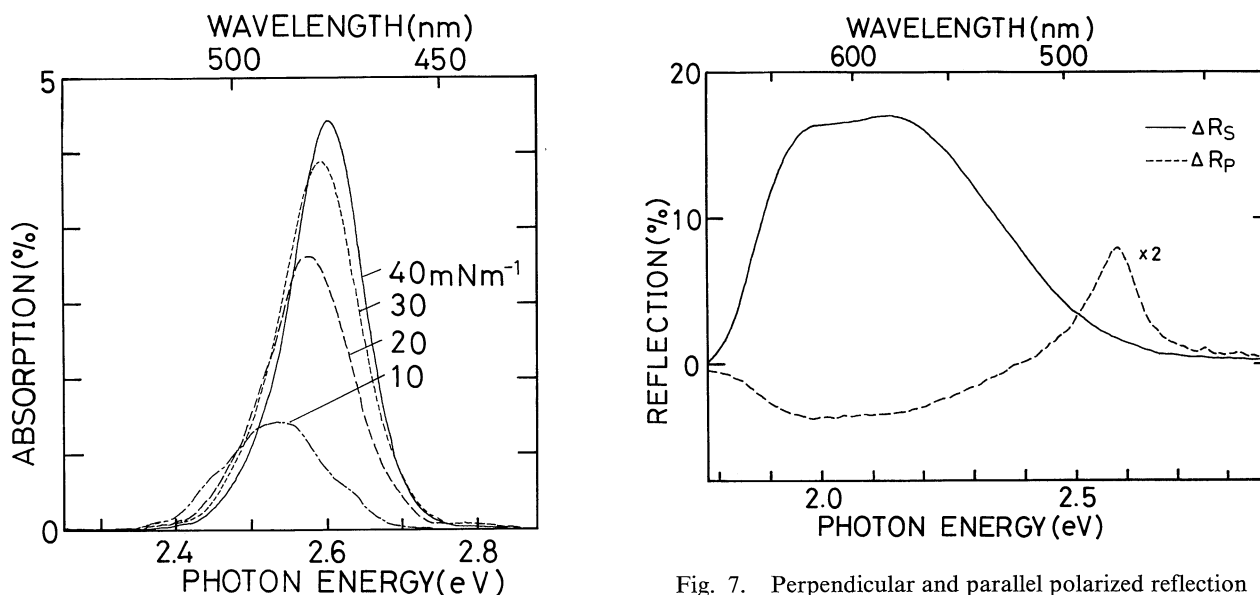 WAVELENGTH(nm)
500 450
5
0
ABSORPTION(%)
40mNm⁻¹
30
20
10
2.4 2.6 2.8
PHOTON ENERGY(eV)
WAVELENGTH(nm)
600 500
20
10
0
REFLECTION(%)
ΔRS
ΔRP
x2
2.0 2.5
PHOTON ENERGY(eV)
Fig. 7. Perpendicular and parallel polarized reflection